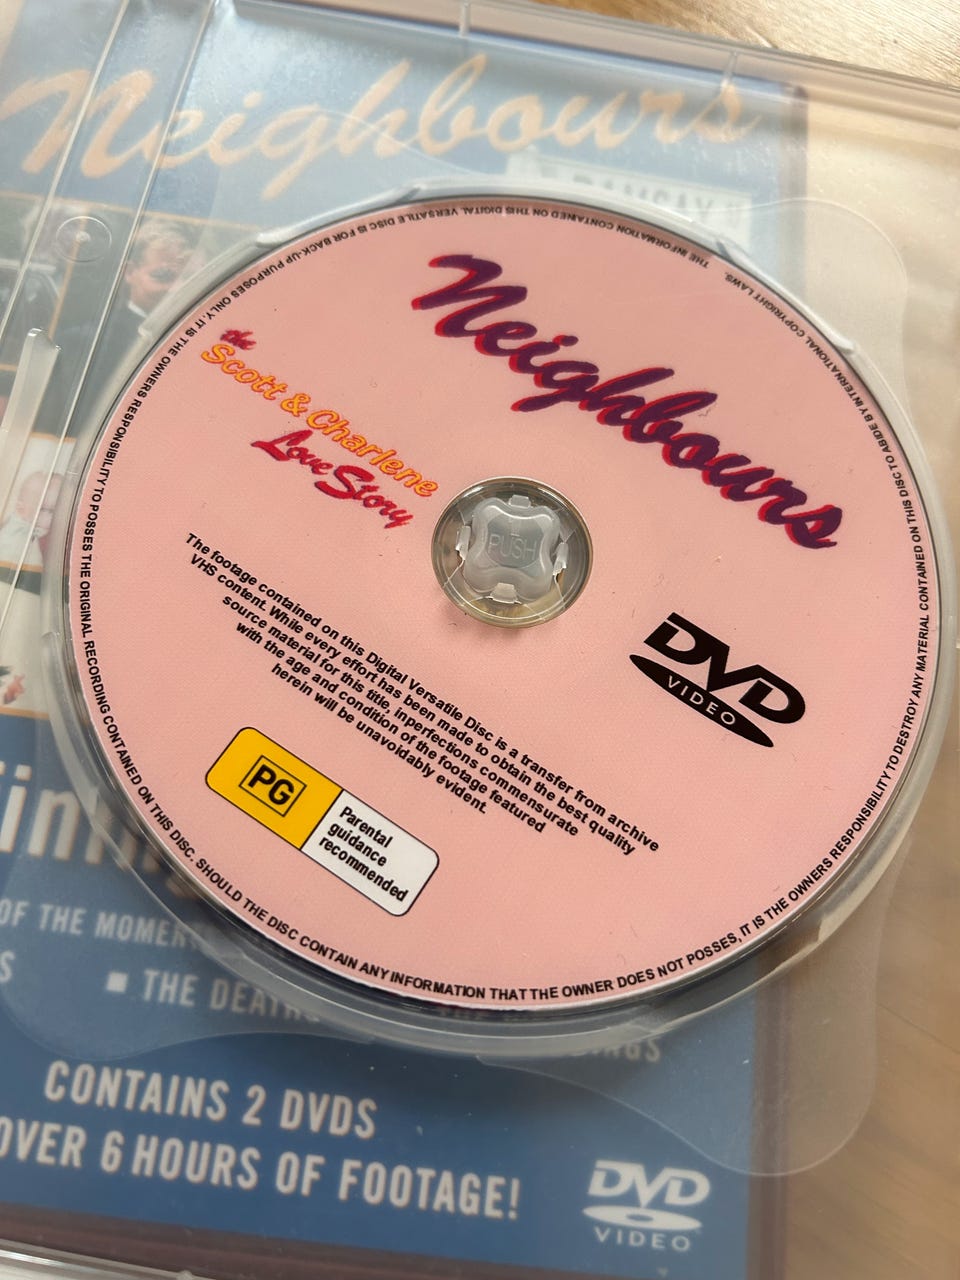 Neighbours
Neighbours
the
Scott & Charlene
Love Story
PUSH
DVD
VIDEO
The footage contained on this Digital Versatile Disc is a transfer from archive
VHS content. While every effort has been made to obtain the best quality
source material for this title, inperfections commensurate
with the age and condition of the footage featured
herein will be unavoidably evident.
PG
Parental
guidance
recommended
THE INFORMATION CONTAINED ON THIS DIGITAL VERSATILE DISC IS FOR BACK-UP PURPOSES ONLY. IT IS THE OWNERS RESPONSIBILITY TO POSSES THE ORIGINAL RECORDING CONTAINED ON THIS DISC. SHOULD THE DISC CONTAIN ANY INFORMATION THAT THE OWNER DOES NOT POSSES, IT IS THE OWNERS RESPONSIBILITY TO DESTROY ANY MATERIAL CONTAINED ON THIS DISC TO ABIDE BY INTERNATIONAL COPYRIGHT LAWS.
OF THE
■ THE
CONTAINS 2 DVDS
OVER 6 HOURS OF FOOTAGE!
DVD
VIDEO